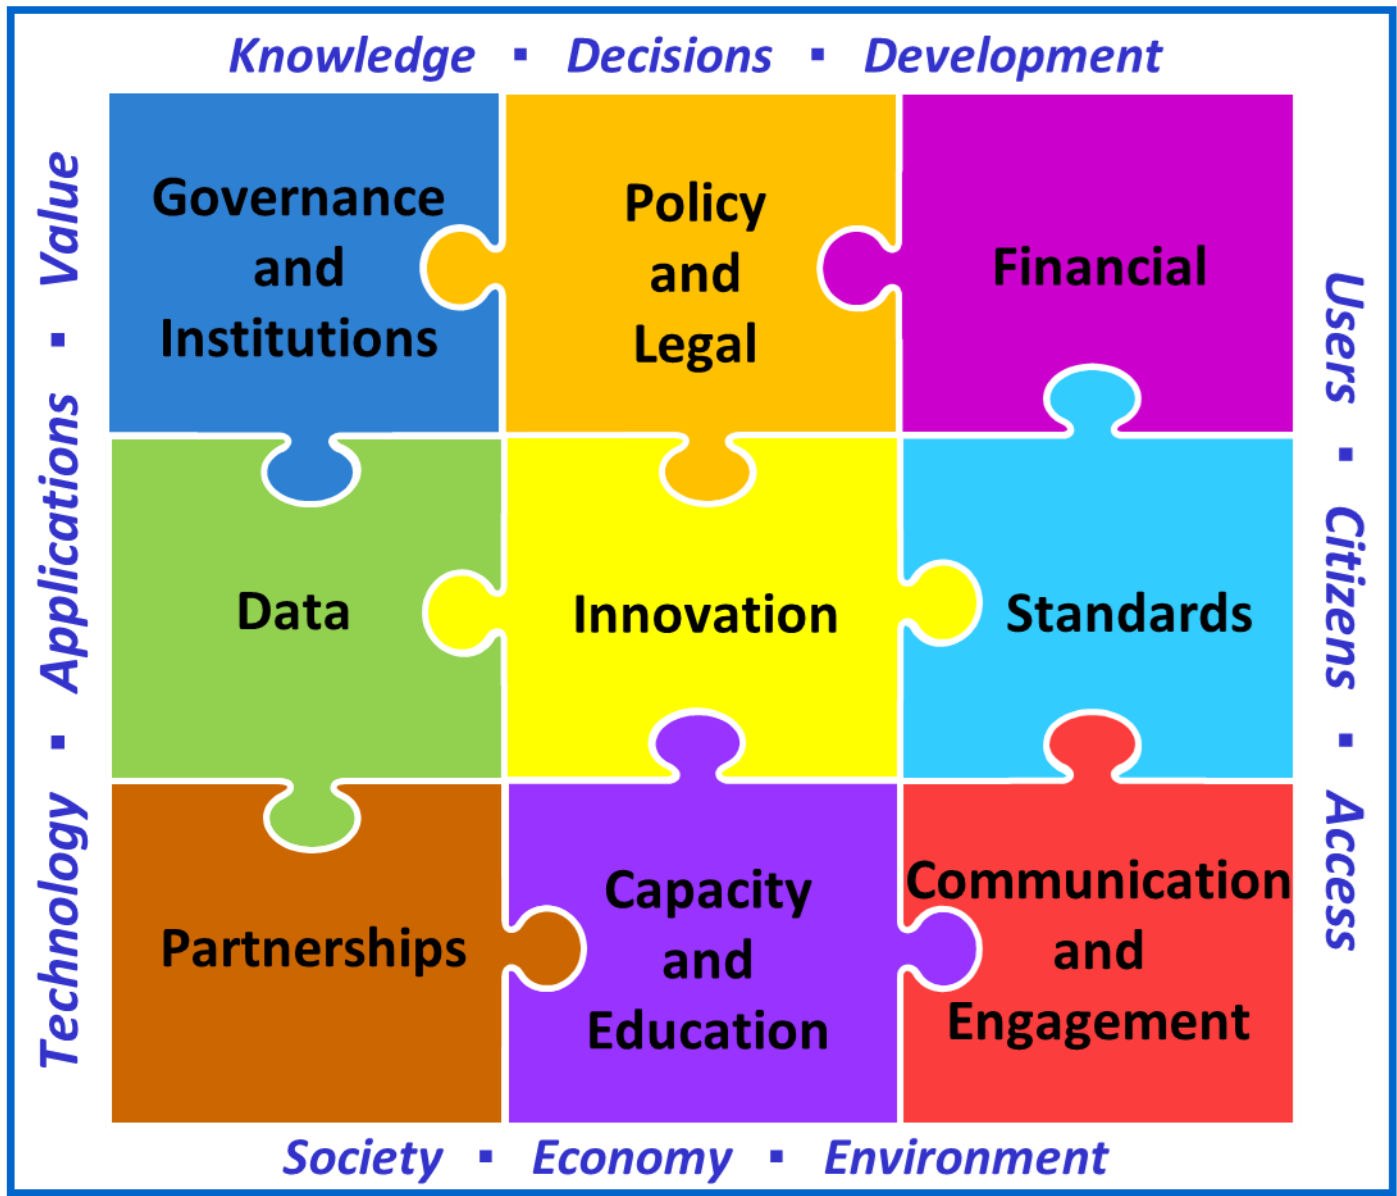 Knowledge ▪ Decisions ▪ Development
Technology ▪ Applications ▪ Value
Governance
and
Institutions
Policy
and
Legal
Financial
Data
Innovation
Standards
Partnerships
Capacity
and
Education
Communication
and
Engagement
Users ▪ Citizens ▪ Access
Society ▪ Economy ▪ Environment